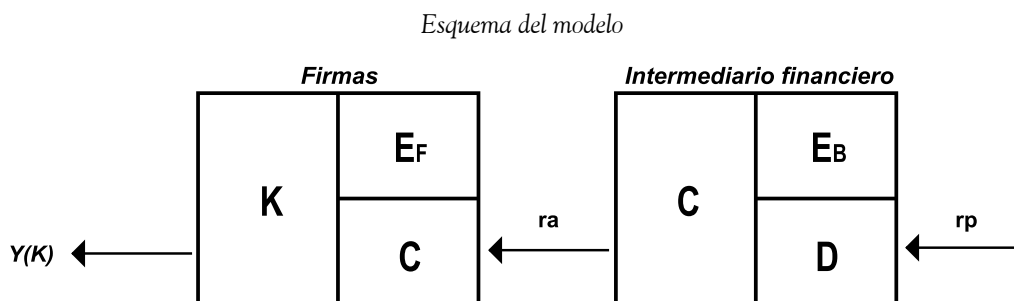 Esquema del modelo
Firmas
Intermediario financiero
EF
EB
K
C
ra
rp
Y(K)
C
D